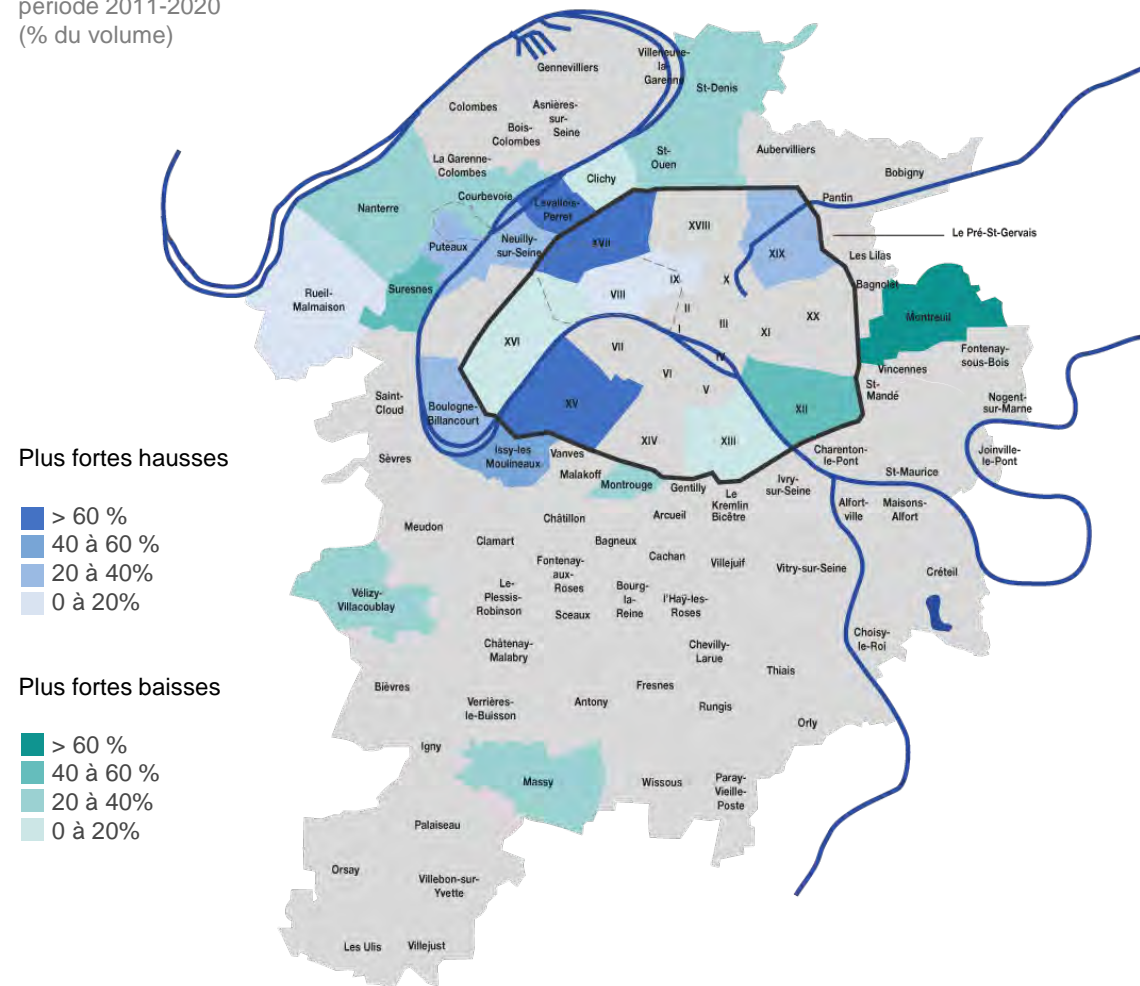 période 2011-2020
(% du volume)
Villeneuve-
la-
Garenne
Gennevilliers
St-Denis
Colombes
Asnières-
sur-
Seine
Bois-
Colombes
La Garenne-
Colombes
St-
Ouen
Aubervilliers
Bobigny
Clichy
Courbevoie
Levallois-
Perret
Pantin
Nanterre
Puteaux
Neuilly-
sur-Seine
XVII
XVIII
XIX
Le Pré-St-Gervais
Les Lilas
Bagnolet
Rueil-
Malmaison
Suresnes
VIII
IX
X
II
I
III
XI
XX
Montreuil
XVI
VII
IV
VI
V
Fontenay-
sous-Bois
Vincennes
St-
Mandé
Saint-
Cloud
Boulogne-
Billancourt
XV
XII
Nogent-
sur-Marne
XIV
XIII
Charenton-
le-Pont
Joinville-
le-Pont
Sèvres
Issy-les
Moulineaux
Vanves
Malakoff
Montrouge
Gentilly
Le
Kremlin
Bicêtre
Ivry-
sur-Seine
St-Maurice
Alfort-
ville
Maisons-
Alfort
Meudon
Châtillon
Arcueil
Clamart
Bagneux
Cachan
Villejuif
Vitry-sur-Seine
Créteil
Fontenay-
aux-
Roses
Le-
Plessis-
Robinson
Bourg-
la-
Reine
l'Haÿ-les-
Roses
Vélizy-
Villacoublay
Sceaux
Choisy-
le-Roi
Châtenay-
Malabry
Chevilly-
Larue
Thiais
Bièvres
Fresnes
Verrières-
le-Buisson
Antony
Rungis
Orly
Igny
Massy
Wissous
Paray-
Vieille-
Poste
Palaiseau
Orsay
Villebon-sur-
Yvette
Les Ulis
Villejust
Plus fortes hausses
> 60 %
40 à 60 %
20 à 40%
0 à 20%
Plus fortes baisses
> 60 %
40 à 60 %
20 à 40%
0 à 20%